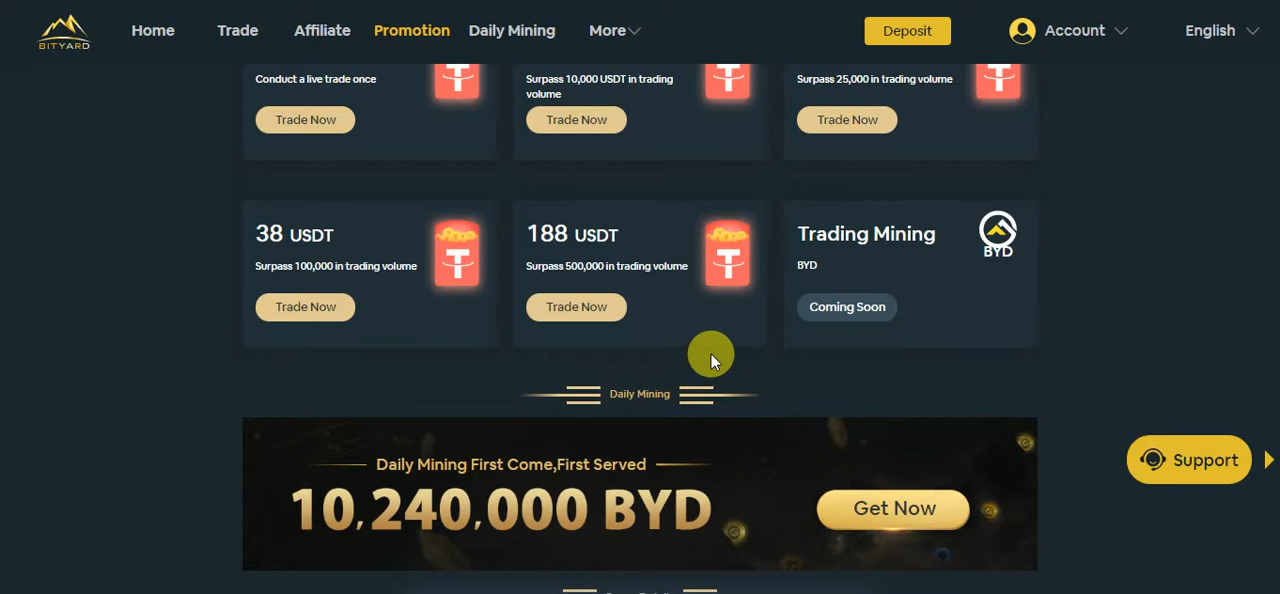 BITYARD
Home
Trade
Affiliate
Promotion
Daily Mining
More
Deposit
Account
English
Conduct a live trade once
Trade Now
Surpass 10,000 USDT in trading
volume
Trade Now
Surpass 25,000 in trading volume
Trade Now
38 USDT
Surpass 100,000 in trading volume
Trade Now
188 USDT
Surpass 500,000 in trading volume
Trade Now
Trading Mining
BYD
BYD
Coming Soon
Daily Mining
Daily Mining First Come,First Served
10,240,000 BYD
Get Now
Support